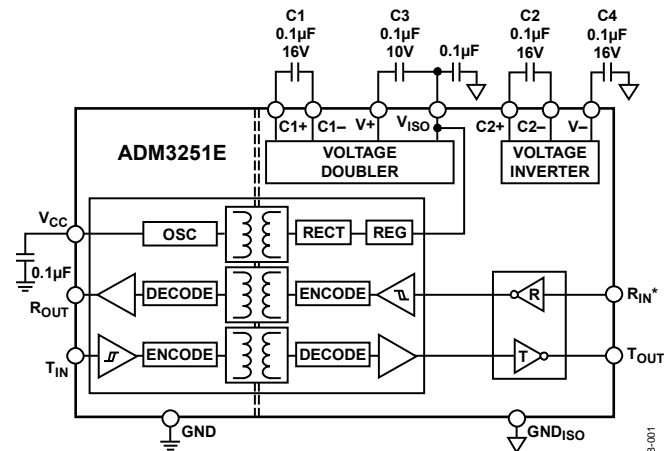 C1
0.1µF
16V
C3
0.1µF
10V
0.1µF
C2
0.1µF
16V
C4
0.1µF
16V
C1+ C1– V+ VISO C2+ C2– V–
ADM3251E
VOLTAGE
DOUBLER
VOLTAGE
INVERTER
VCC
OSC
RECT
REG
0.1µF
ROUT
DECODE
ENCODE
R
RIN*
TIN
ENCODE
DECODE
T
TOUT
GND
GNDISO